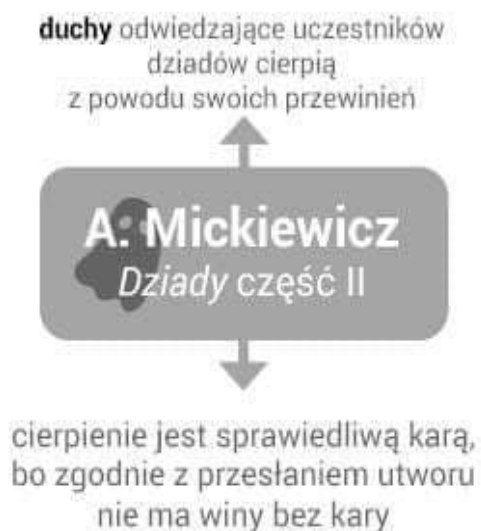 duchy odwiedzające uczestników
dziadów cierpią
z powodu swoich przewinień
A. Mickiewicz
Dziady część II
cierpienie jest sprawiedliwą karą,
bo zgodnie z przesłaniem utworu
nie ma winy bez kary